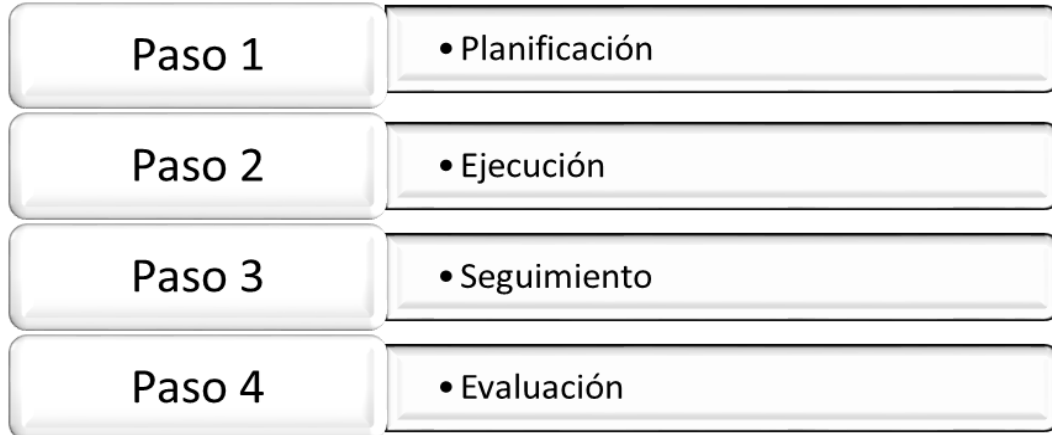 Paso 1
• Planificación
Paso 2
• Ejecución
Paso 3
• Seguimiento
Paso 4
• Evaluación